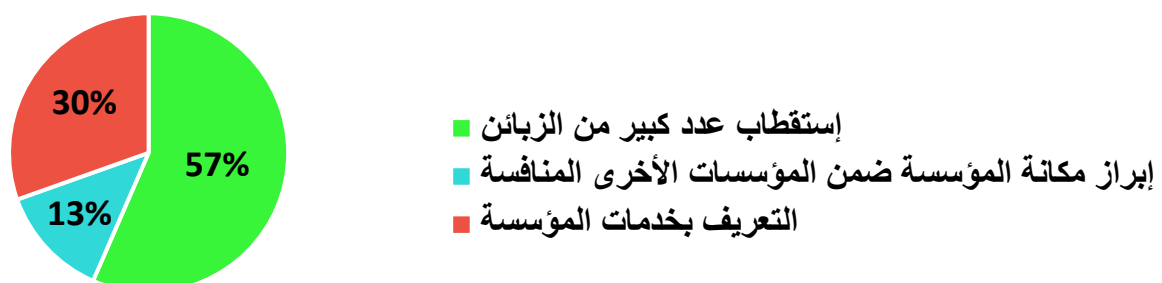 30%
57%
13%
إستقطاب عدد كبير من الزبائن
إبراز مكانة المؤسسة ضمن المؤسسات الأخرى المنافسة
التعريف بخدمات المؤسسة